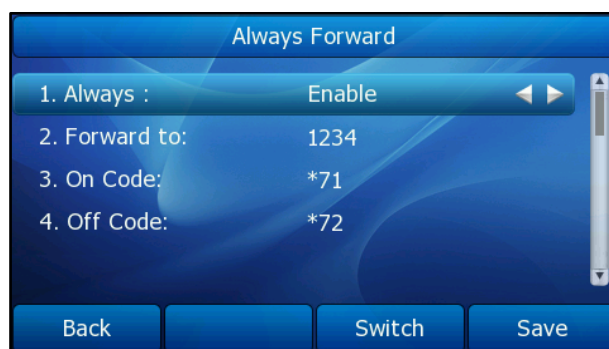 Always Forward
1. Always : Enable
2. Forward to: 1234
3. On Code: *71
4. Off Code: *72
Back Switch Save